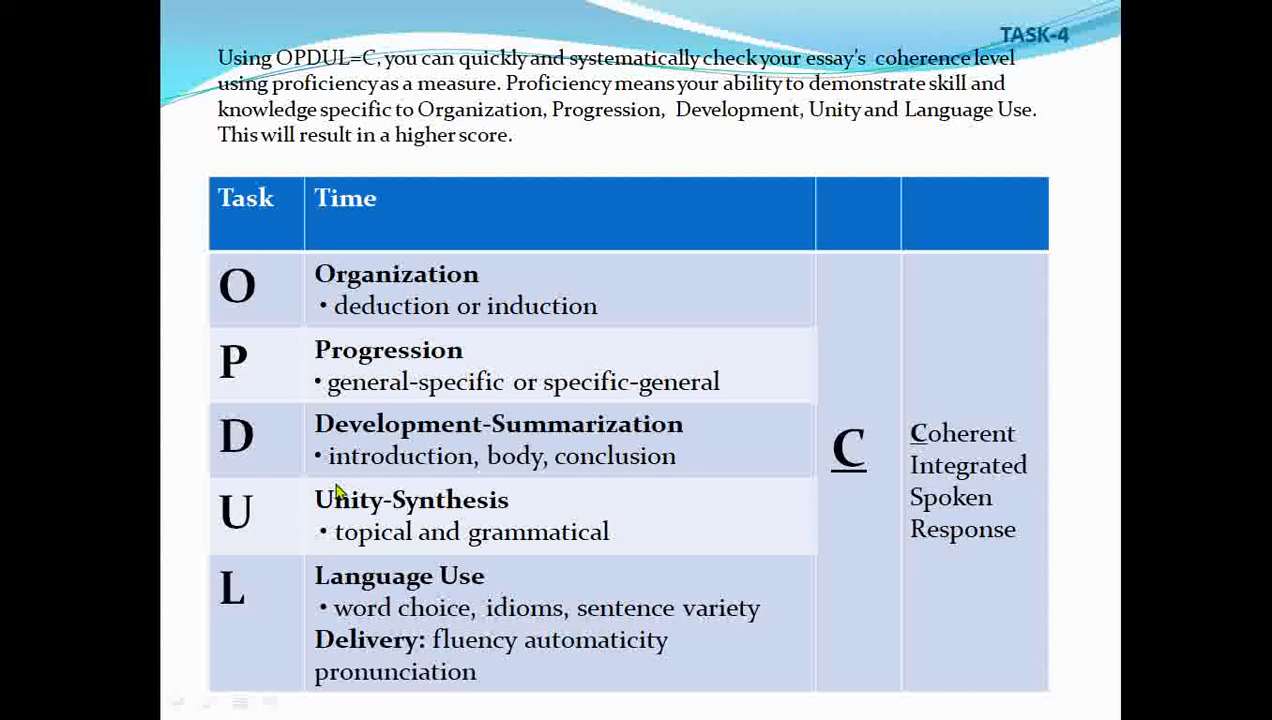 TASK-4
Using OPDUL=C, you can quickly and systematically check your essay's coherence level
using proficiency as a measure. Proficiency means your ability to demonstrate skill and
knowledge specific to Organization, Progression, Development, Unity and Language Use.
This will result in a higher score.
Task Time
O Organization
• deduction or induction
P Progression
• general-specific or specific-general
D Development-Summarization
• introduction, body, conclusion
U Unity-Synthesis
• topical and grammatical
L Language Use
• word choice, idioms, sentence variety
Delivery: fluency automaticity
pronunciation
C
Coherent
Integrated
Spoken
Response